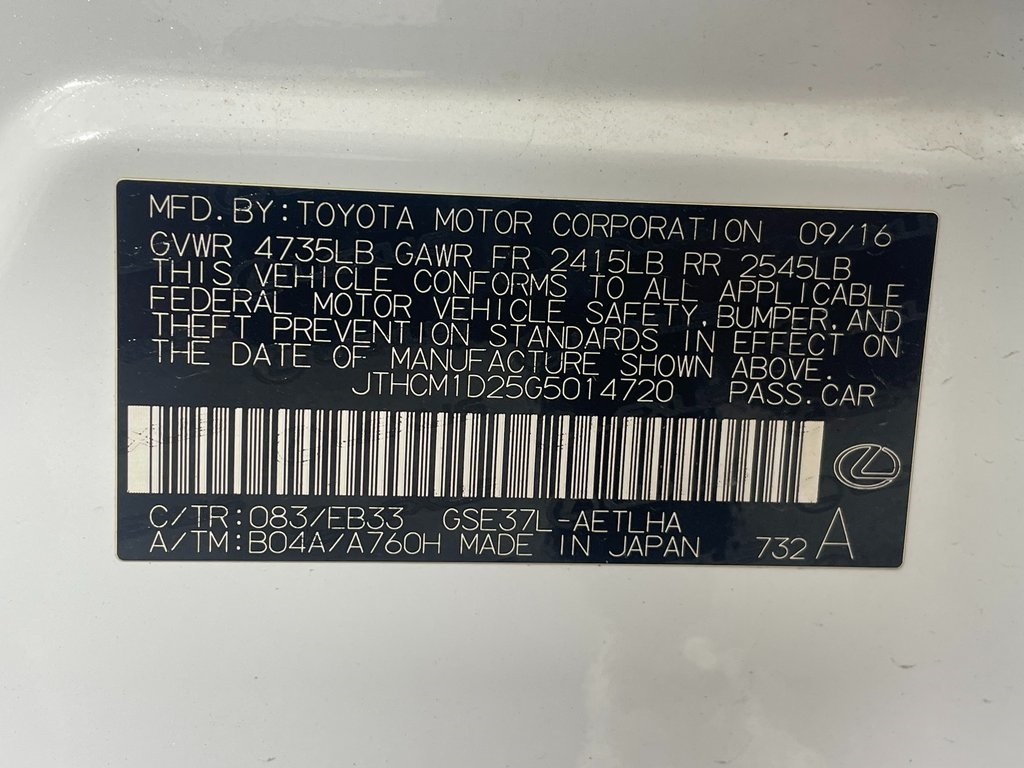 MFD.BY:TOYOTA MOTOR CORPORATION 09/16
GVWR 4735LB GAWR FR 2415LB RR 2545LB
THIS VEHICLE CONFORMS TO ALL APPLICABLE
FEDERAL MOTOR VEHICLE SAFETY,BUMPER,AND
THEFT PREVENTION STANDARDS IN EFFECT ON
THE DATE OF MANUFACTURE SHOWN ABOVE.
JTHCM1D25G5014720 PASS.CAR
C/TR:083/EB33 GSE37L-AETLHA
A/TM:B04A/A760H MADE IN JAPAN 732 A